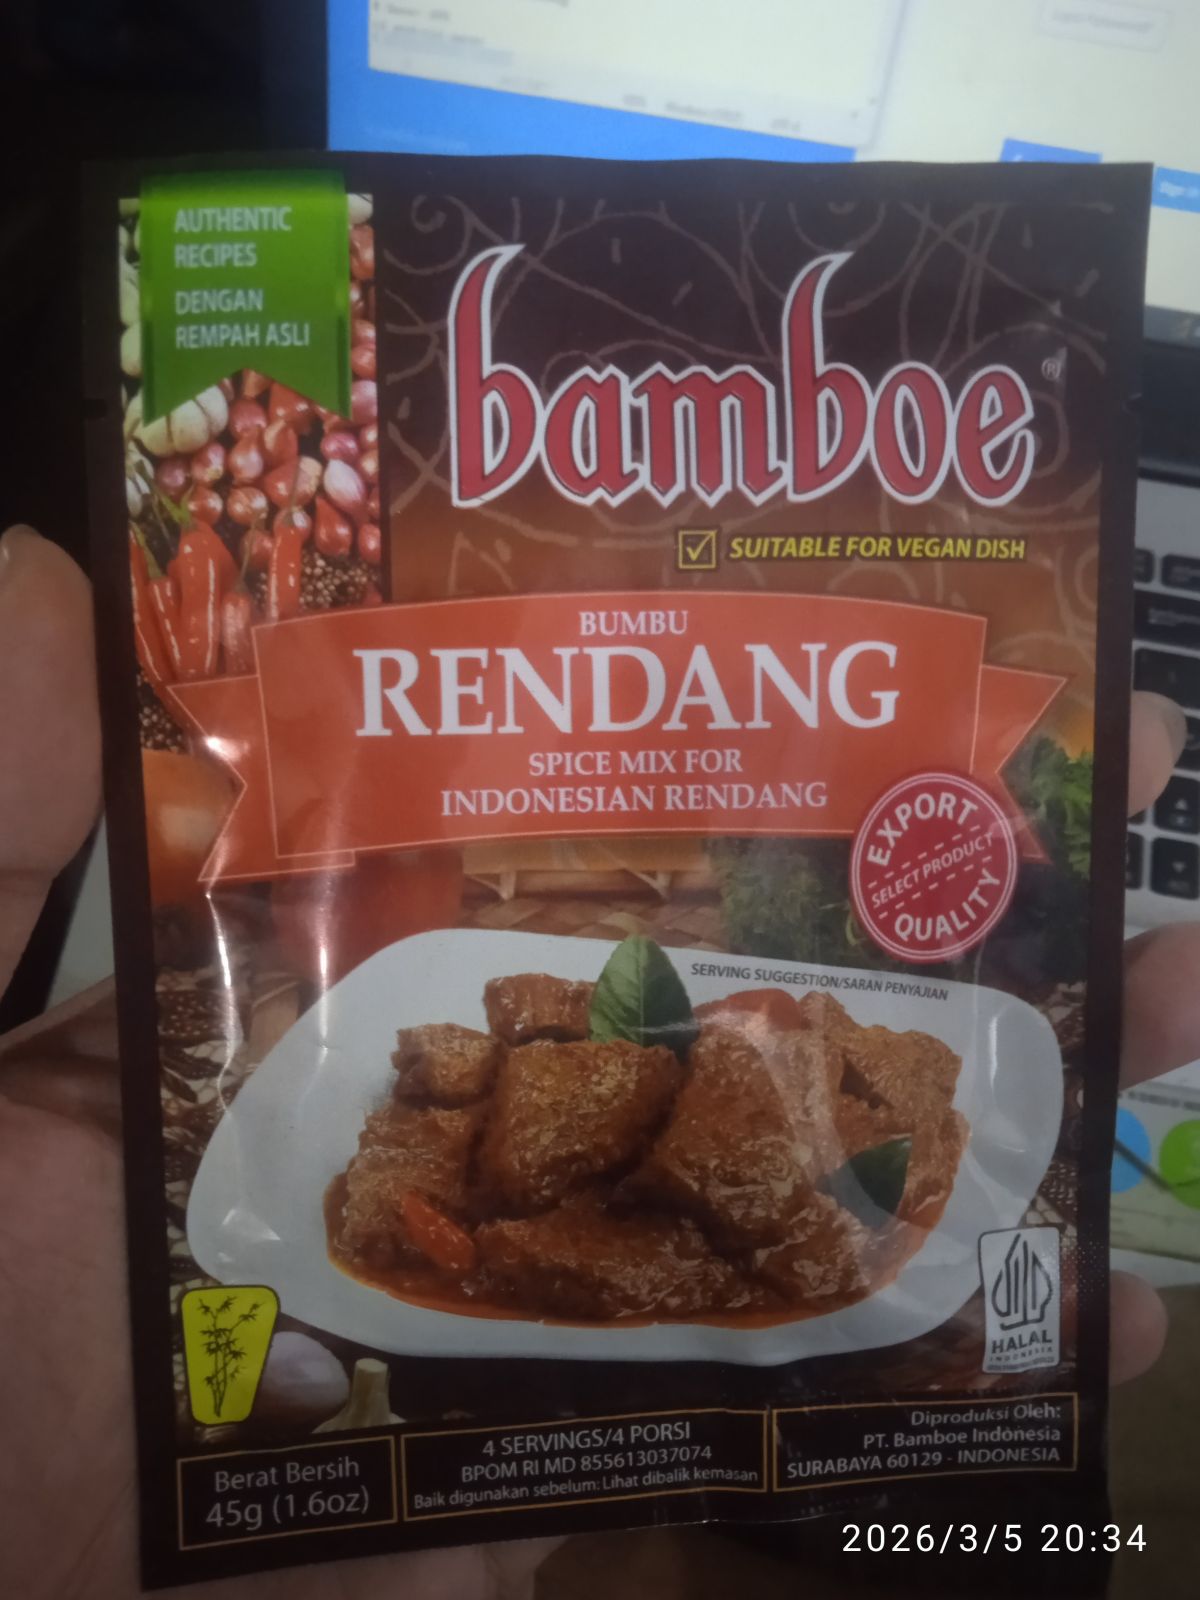 AUTHENTIC
RECIPES
DENGAN
REMPAH ASLI
bamboe
®
SUITABLE FOR VEGAN DISH
BUMBU
RENDANG
SPICE MIX FOR
INDONESIAN RENDANG
EXPORT
SELECT PRODUCT
QUALITY
SERVING SUGGESTION/SARAN PENYAJIAN
HALAL
INDONESIA
Berat Bersih
45g (1.6oz)
4 SERVINGS/4 PORSI
BPOM RI MD 855613037074
Baik digunakan sebelum: Lihat dibalik kemasan
Diproduksi Oleh:
PT. Bamboe Indonesia
SURABAYA 60129 - INDONESIA
2026/3/5 20:34